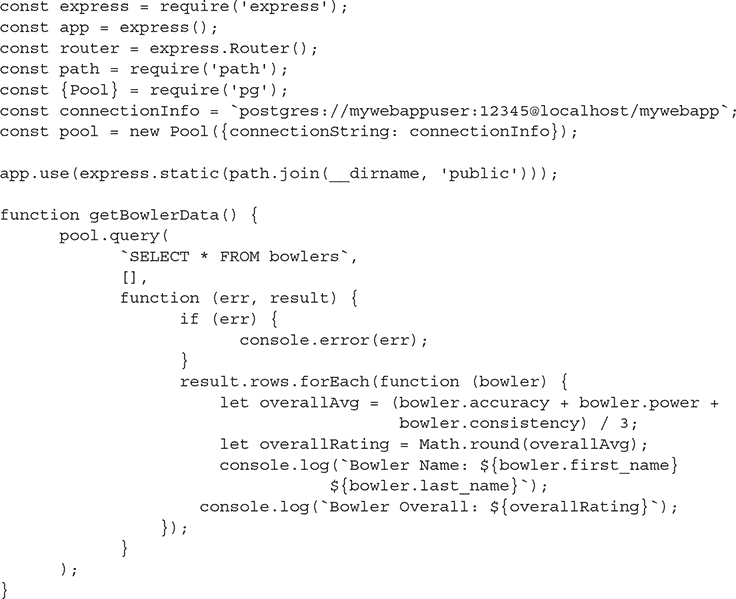 const express = require('express');
const app = express();
const router = express.Router();
const path = require('path');
const {Pool} = require('pg');
const connectionInfo = `postgres://mywebappuser:12345@localhost/mywebapp`;
const pool = new Pool({connectionString: connectionInfo});

app.use(express.static(path.join(__dirname, 'public')));

function getBowlerData() {
      pool.query(
            `SELECT * FROM bowlers`,
            [],
            function (err, result) {
                  if (err) {
                        console.error(err);
                  }
                  result.rows.forEach(function (bowler) {
                      let overallAvg = (bowler.accuracy + bowler.power +
                                        bowler.consistency) / 3;
                      let overallRating = Math.round(overallAvg);
                      console.log(`Bowler Name: ${bowler.first_name}
                                 ${bowler.last_name}`);
                    console.log(`Bowler Overall: ${overallRating}`);
                });
            }
      );
}